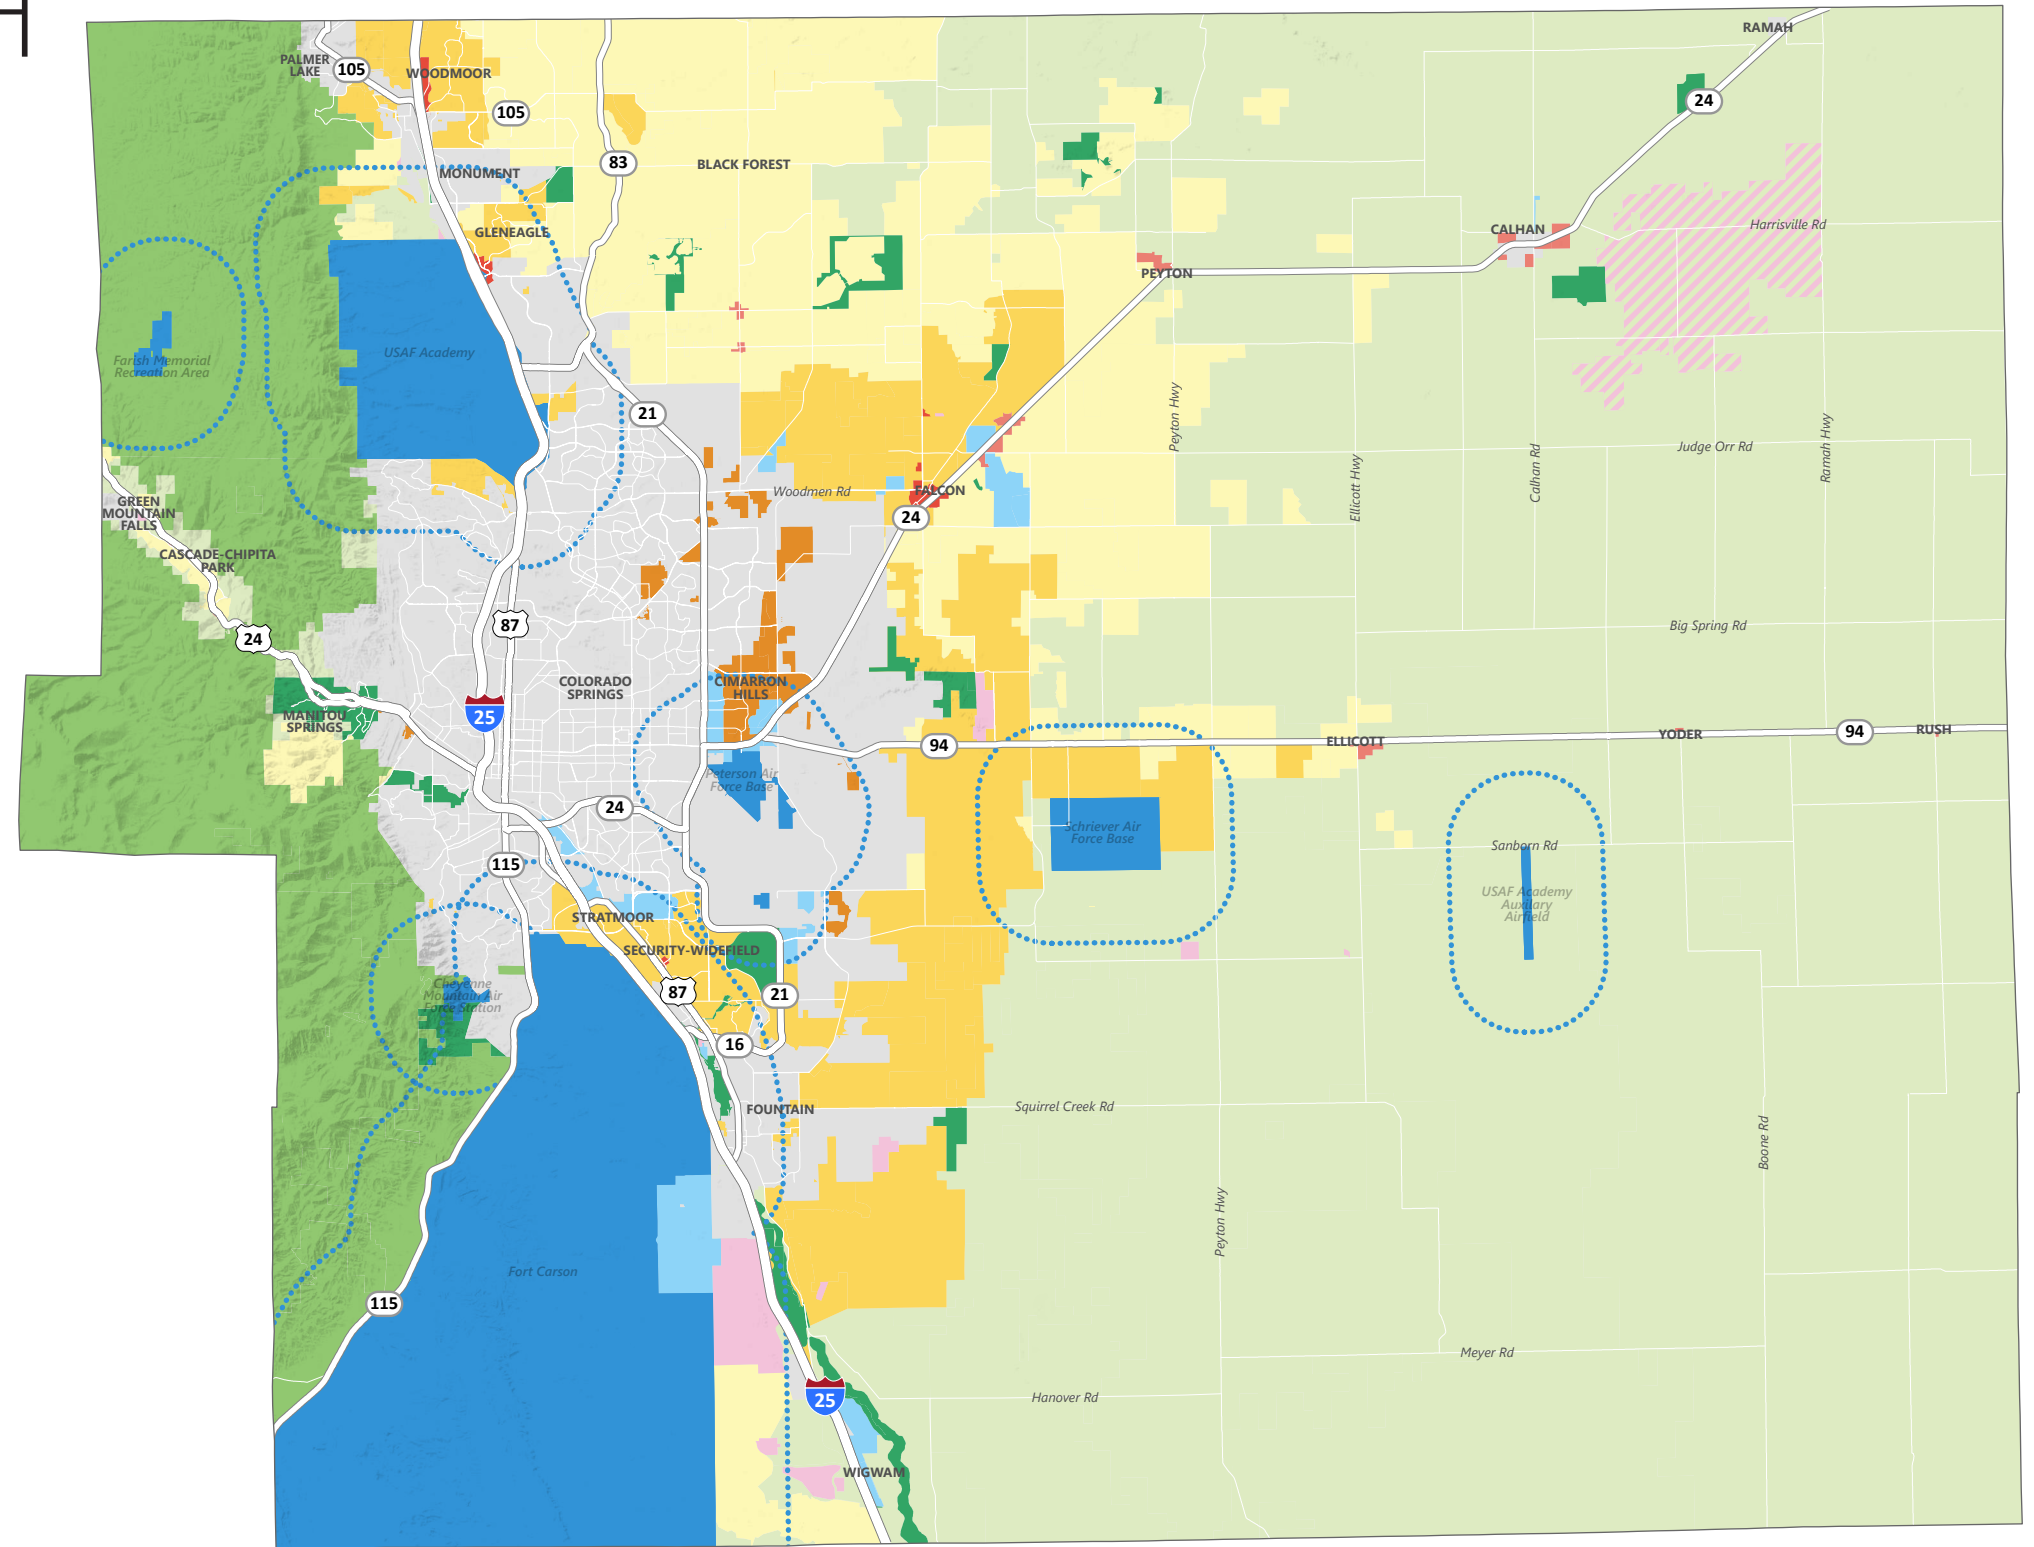 RAMAH
PALMER
LAKE
105
WOODMOOR
24
105
83
BLACK FOREST
MONUMENT
Harrisville Rd
CALHAN
GLENEAGLE
PEYTON
USAF Academy
Farish Memorial
Recreation Area
21
Peyton Hwy
Ramah Hwy
Judge Orr Rd
Calhan Rd
Ellicott Hwy
Woodmen Rd
FALCON
24
GREEN
MOUNTAIN
FALLS
CASCADE-CHIPITA
PARK
87
24
Big Spring Rd
COLORADO
SPRINGS
CIMARRON
HILLS
25
MANITOU
SPRINGS
94
ELLICOTT
YODER
94
RUSH
Peterson Air
Force Base
24
Schriever Air
Force Base
Sanborn Rd
115
USAF Academy
Auxilary
Airfield
STRATMOOR
SECURITY-WIDEFIELD
Cheyenne
Mountain Air
Force Station
87
21
16
FOUNTAIN
Squirrel Creek Rd
Boone Rd
Peyton Hwy
Fort Carson
115
Meyer Rd
25
Hanover Rd
WIGWAM